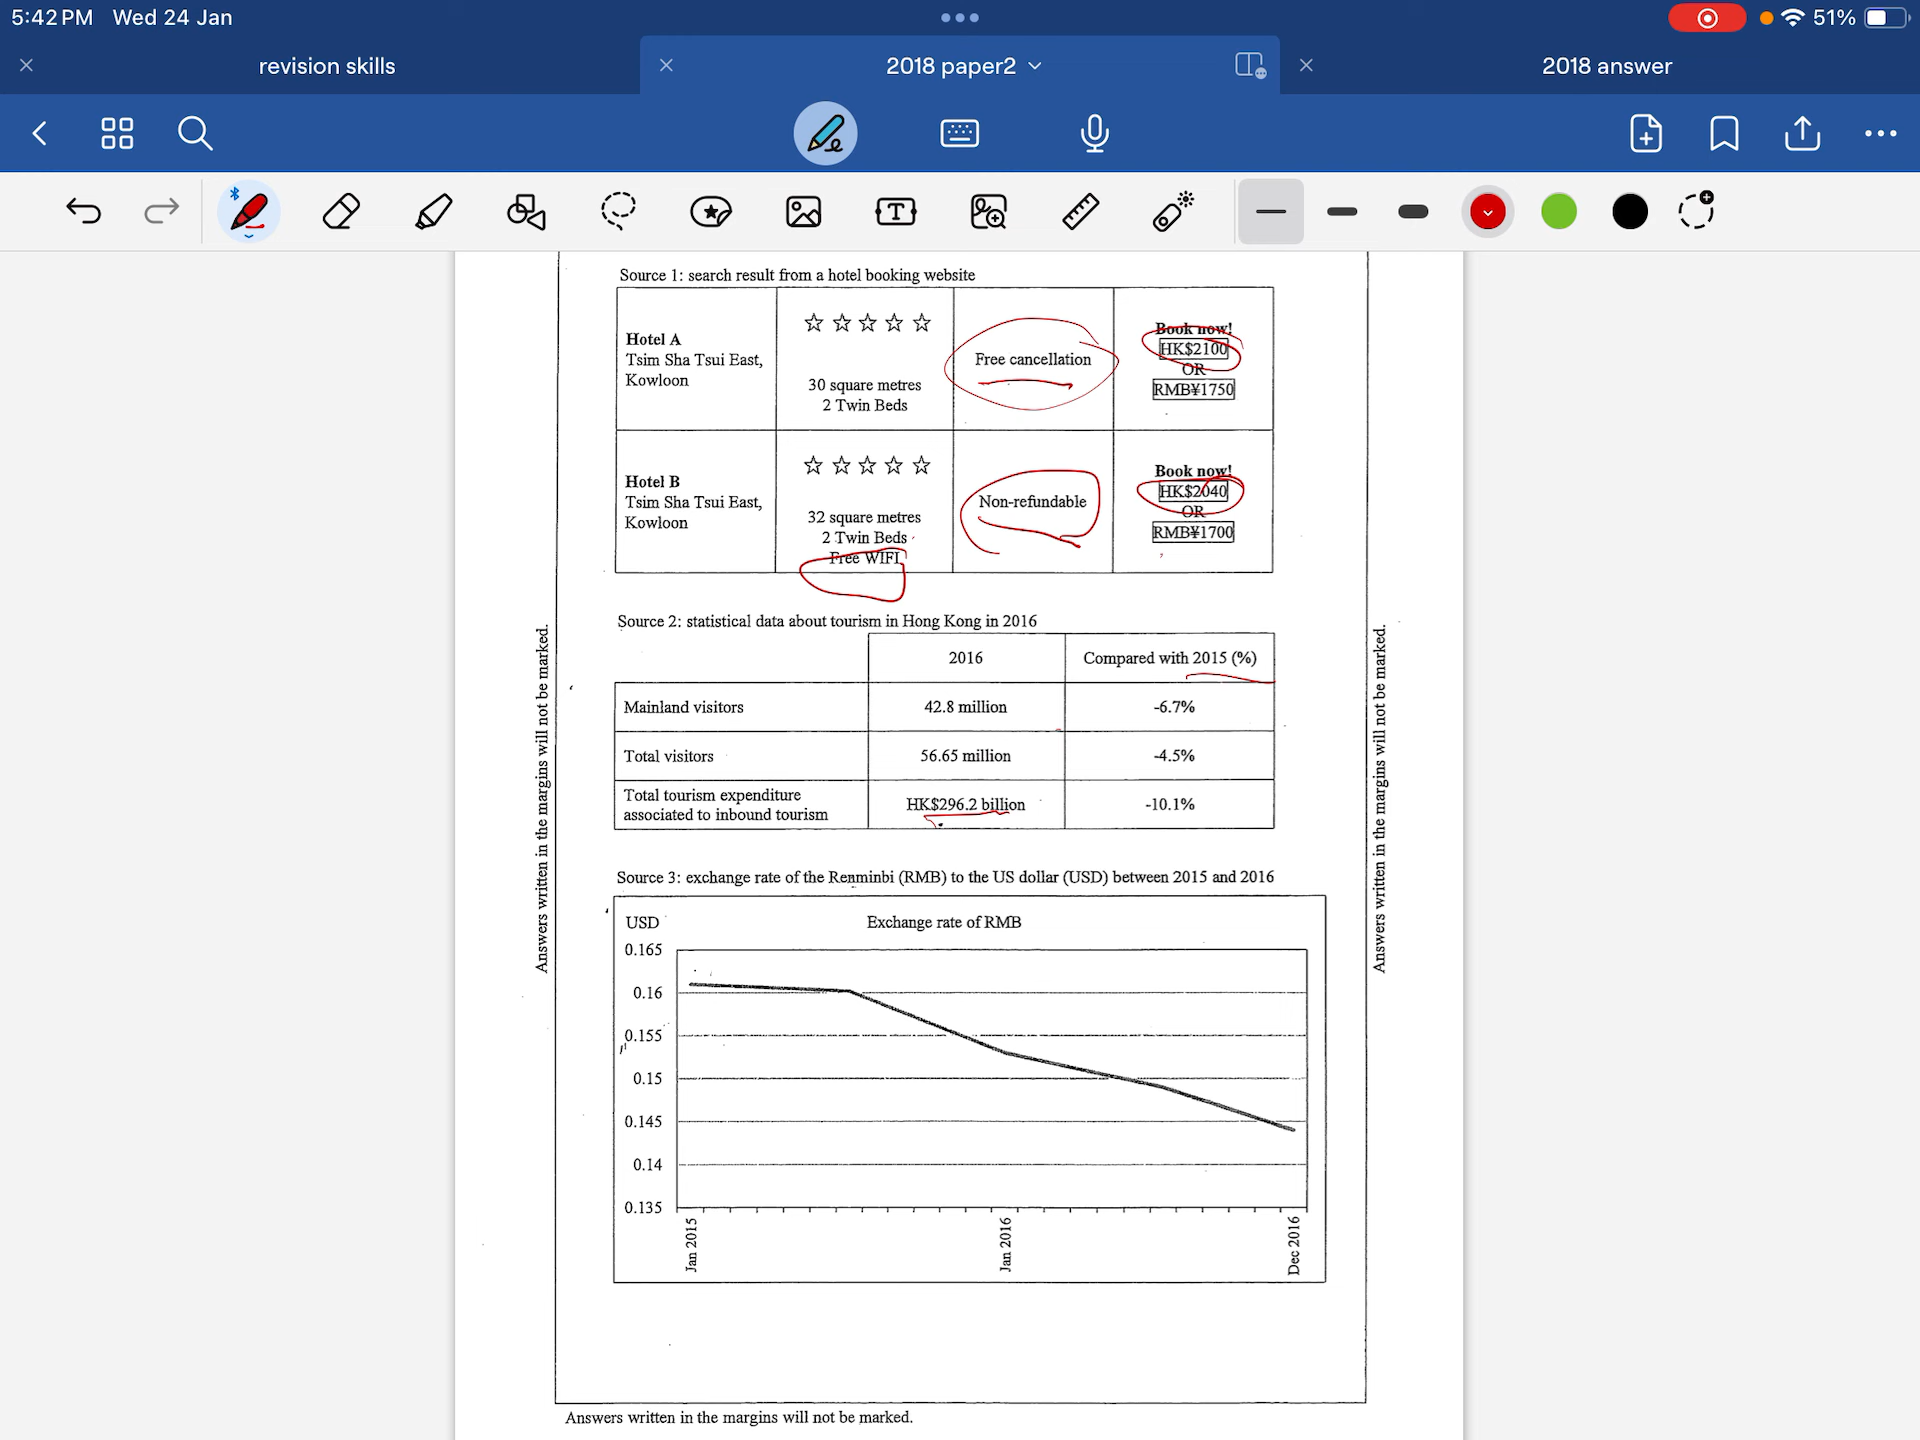 5:42 PM Wed 24 Jan
51%
revision skills
2018 paper2
2018 answer
Source 1: search result from a hotel booking website
Hotel A
Tsim Sha Tsui East,
Kowloon
30 square metres
2 Twin Beds
Free cancellation
Book now!
HK$2100
OR
RMB¥1750
Hotel B
Tsim Sha Tsui East,
Kowloon
32 square metres
2 Twin Beds
Free WIFI
Non-refundable
Book now!
HK$2040
OR
RMB¥1700
Source 2: statistical data about tourism in Hong Kong in 2016
2016
Compared with 2015 (%)
Mainland visitors
42.8 million
-6.7%
Total visitors
56.65 million
-4.5%
Total tourism expenditure
associated to inbound tourism
HK$296.2 billion
-10.1%
Source 3: exchange rate of the Renminbi (RMB) to the US dollar (USD) between 2015 and 2016
USD
Exchange rate of RMB
0.165
0.16
0.155
0.15
0.145
0.14
0.135
Jan 2015
Jan 2016
Dec 2016
Answers written in the margins will not be marked.
Answers written in the margins will not be marked.
Answers written in the margins will not be marked.